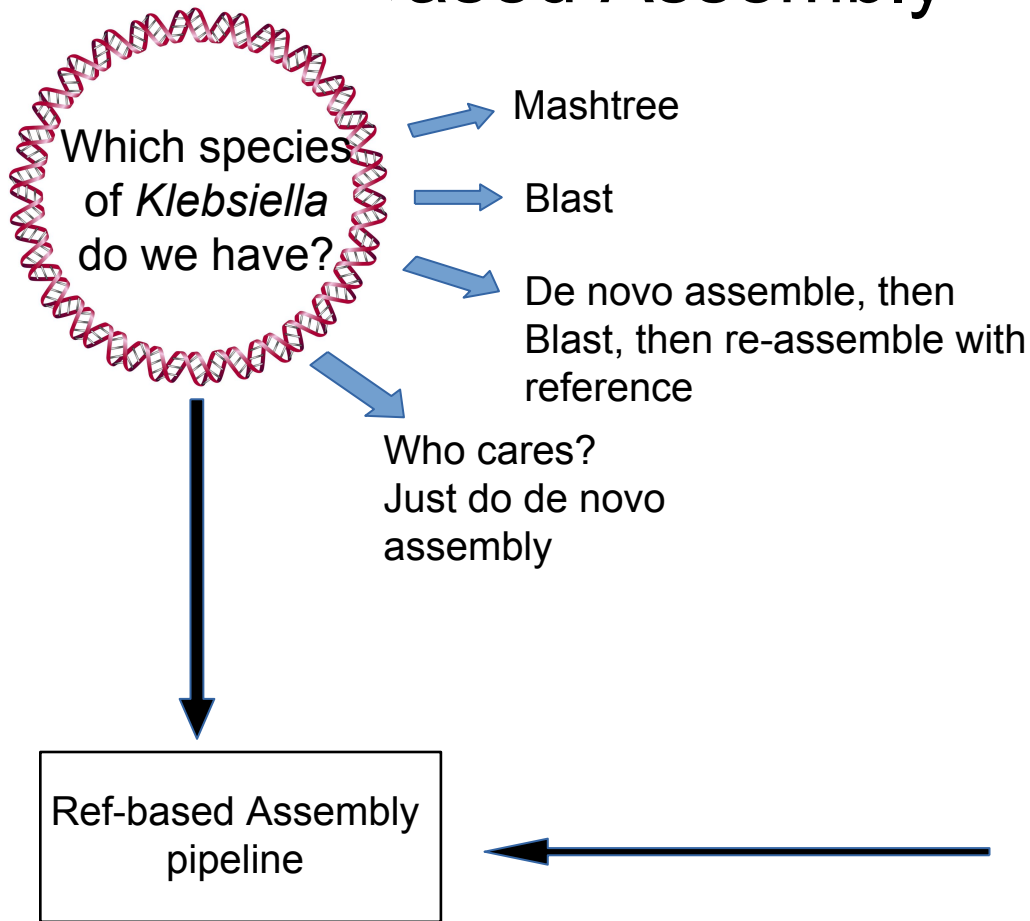 Assembly
Which species
of Klebsiella
do we have?
Mashtree
Blast
De novo assemble, then
Blast, then re-assemble with
reference
Who cares?
Just do de novo
assembly
Ref-based Assembly
pipeline